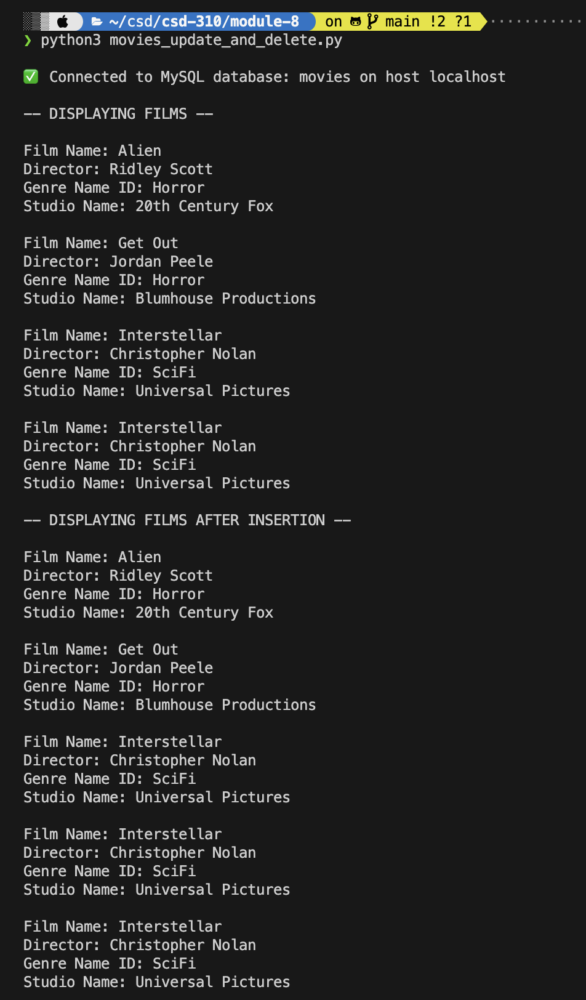 ~/csd/csd-310/module-8 on main !2 ?1
❯ python3 movies_update_and_delete.py
✅ Connected to MySQL database: movies on host localhost
-- DISPLAYING FILMS --
Film Name: Alien
Director: Ridley Scott
Genre Name ID: Horror
Studio Name: 20th Century Fox
Film Name: Get Out
Director: Jordan Peele
Genre Name ID: Horror
Studio Name: Blumhouse Productions
Film Name: Interstellar
Director: Christopher Nolan
Genre Name ID: SciFi
Studio Name: Universal Pictures
Film Name: Interstellar
Director: Christopher Nolan
Genre Name ID: SciFi
Studio Name: Universal Pictures
-- DISPLAYING FILMS AFTER INSERTION --
Film Name: Alien
Director: Ridley Scott
Genre Name ID: Horror
Studio Name: 20th Century Fox
Film Name: Get Out
Director: Jordan Peele
Genre Name ID: Horror
Studio Name: Blumhouse Productions
Film Name: Interstellar
Director: Christopher Nolan
Genre Name ID: SciFi
Studio Name: Universal Pictures
Film Name: Interstellar
Director: Christopher Nolan
Genre Name ID: SciFi
Studio Name: Universal Pictures
Film Name: Interstellar
Director: Christopher Nolan
Genre Name ID: SciFi
Studio Name: Universal Pictures